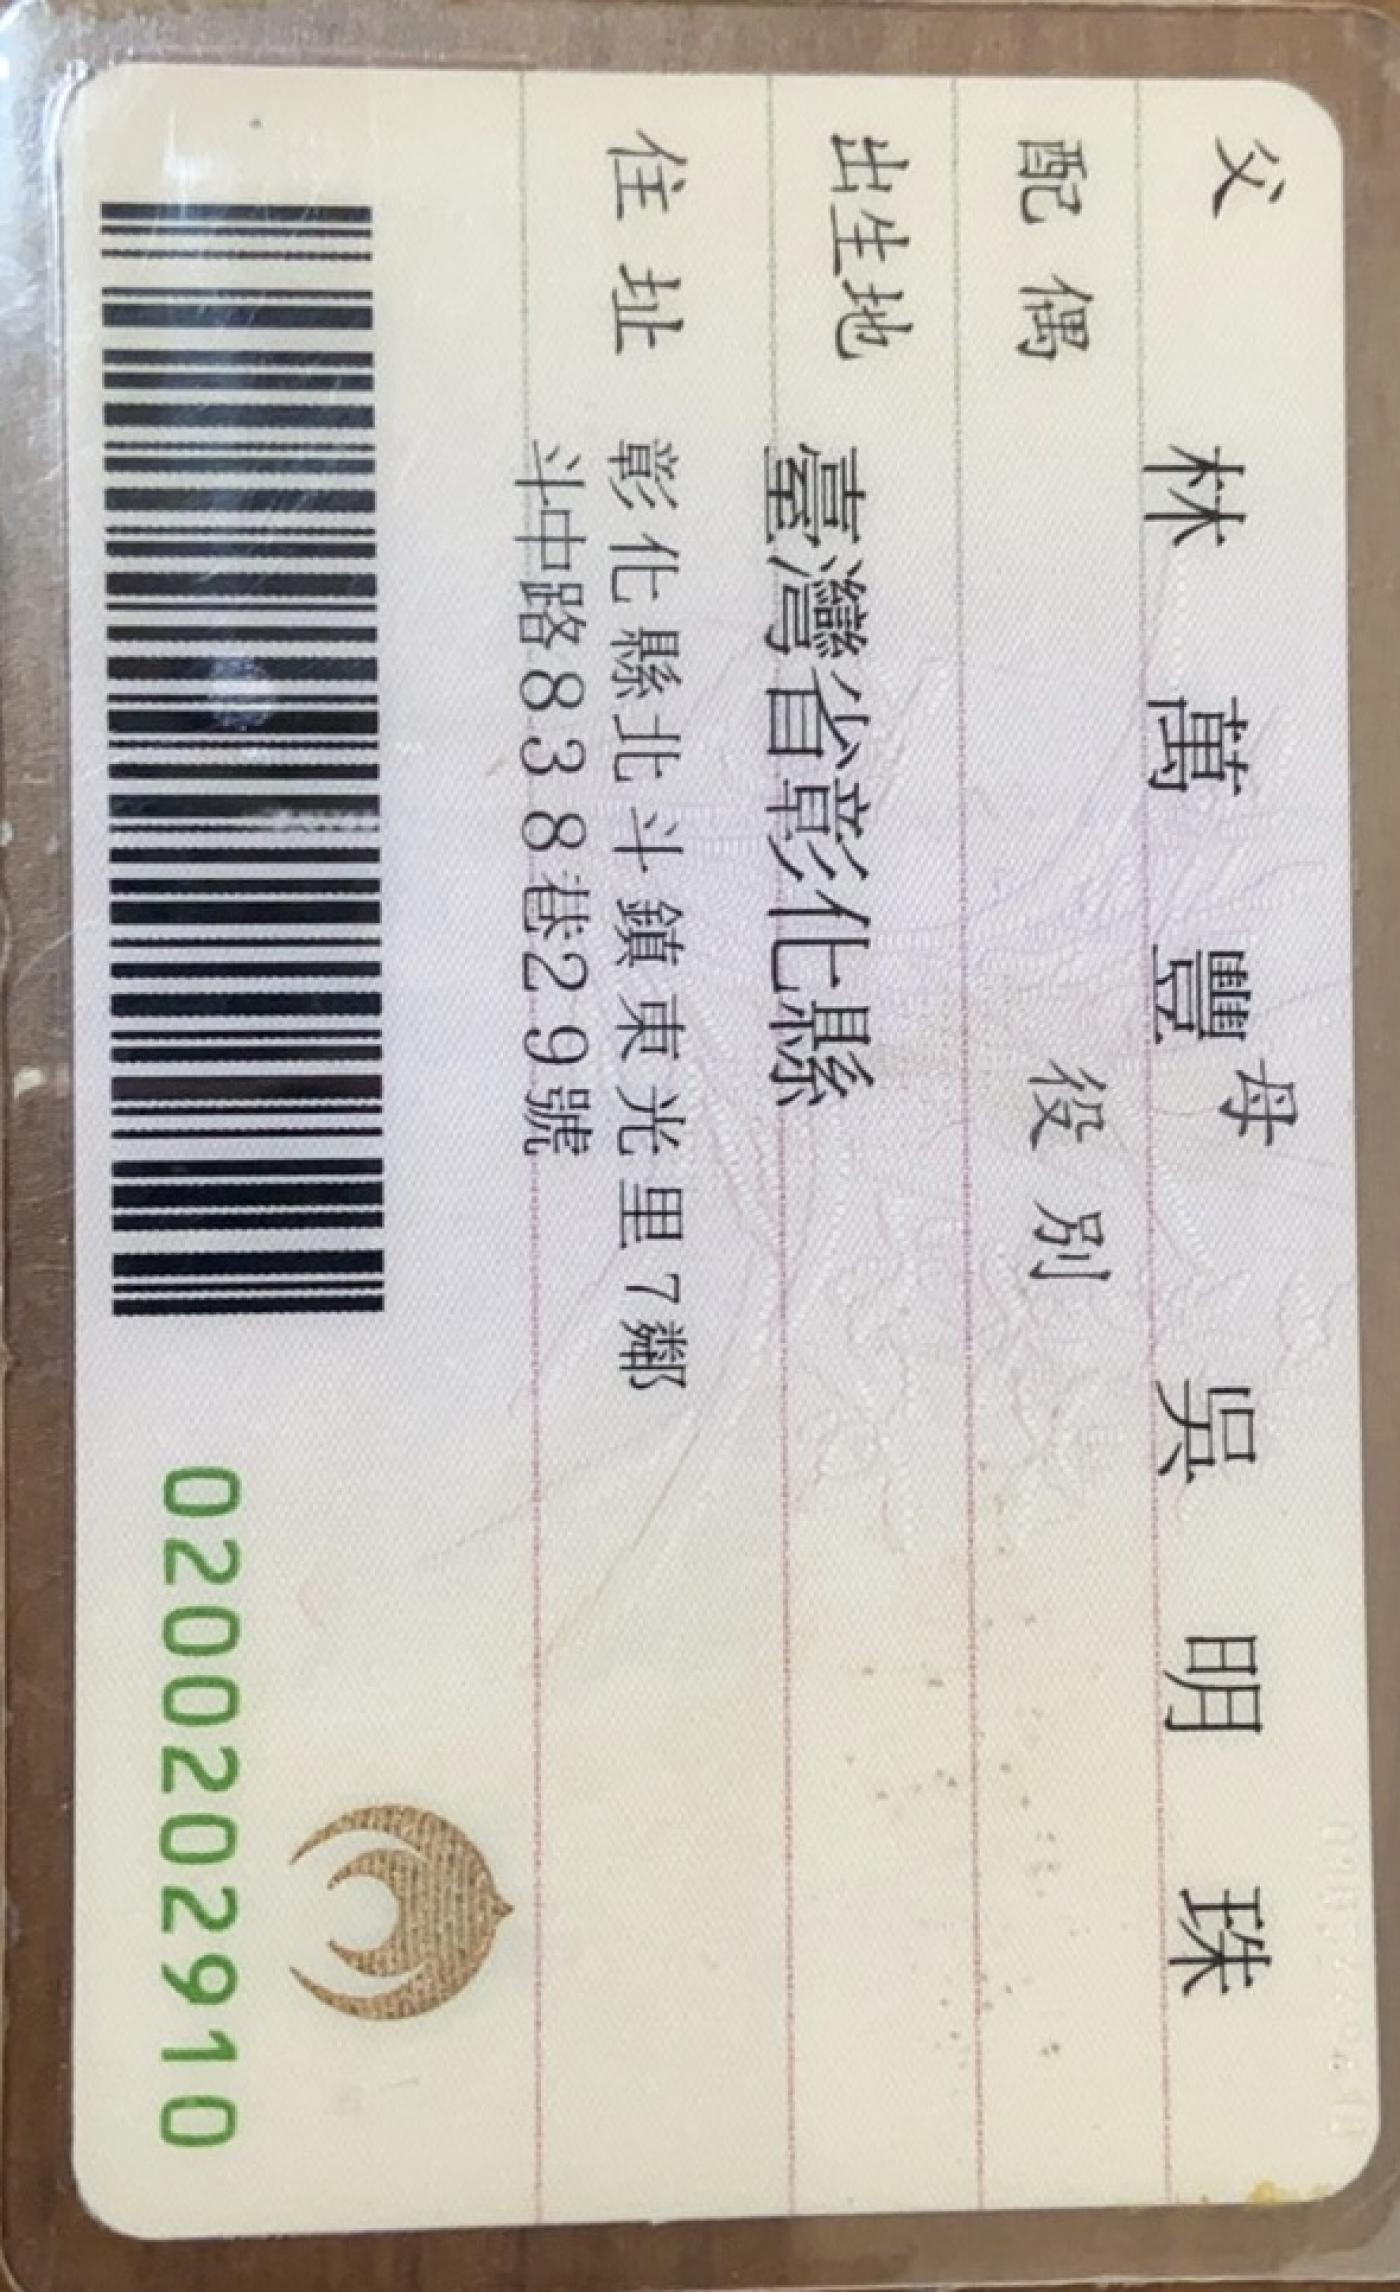 父 林萬豐 母 吳明珠
配偶 役別
出生地 臺灣省彰化縣
住址 彰化縣北斗鎮東光里7鄰
斗中路838巷29號
0200202910